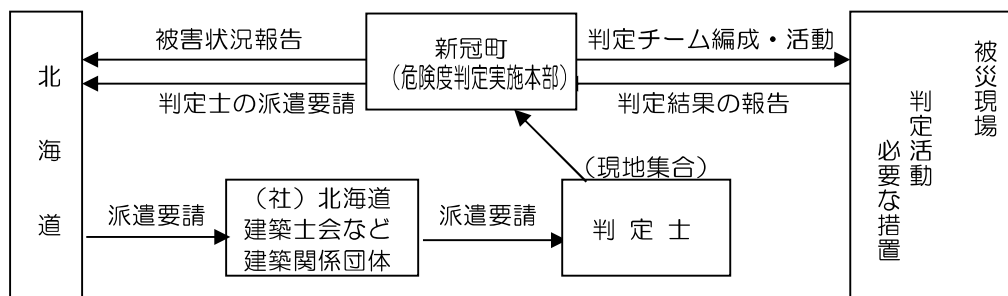 北海道
被害状況報告
判定士の派遣要請
新冠町
（危険度判定実施本部）
判定チーム編成・活動
判定結果の報告
被災現場
判定活動
必要な措置
（現地集合）
派遣要請
（社）北海道
建築士会など
建築関係団体
派遣要請
判定士